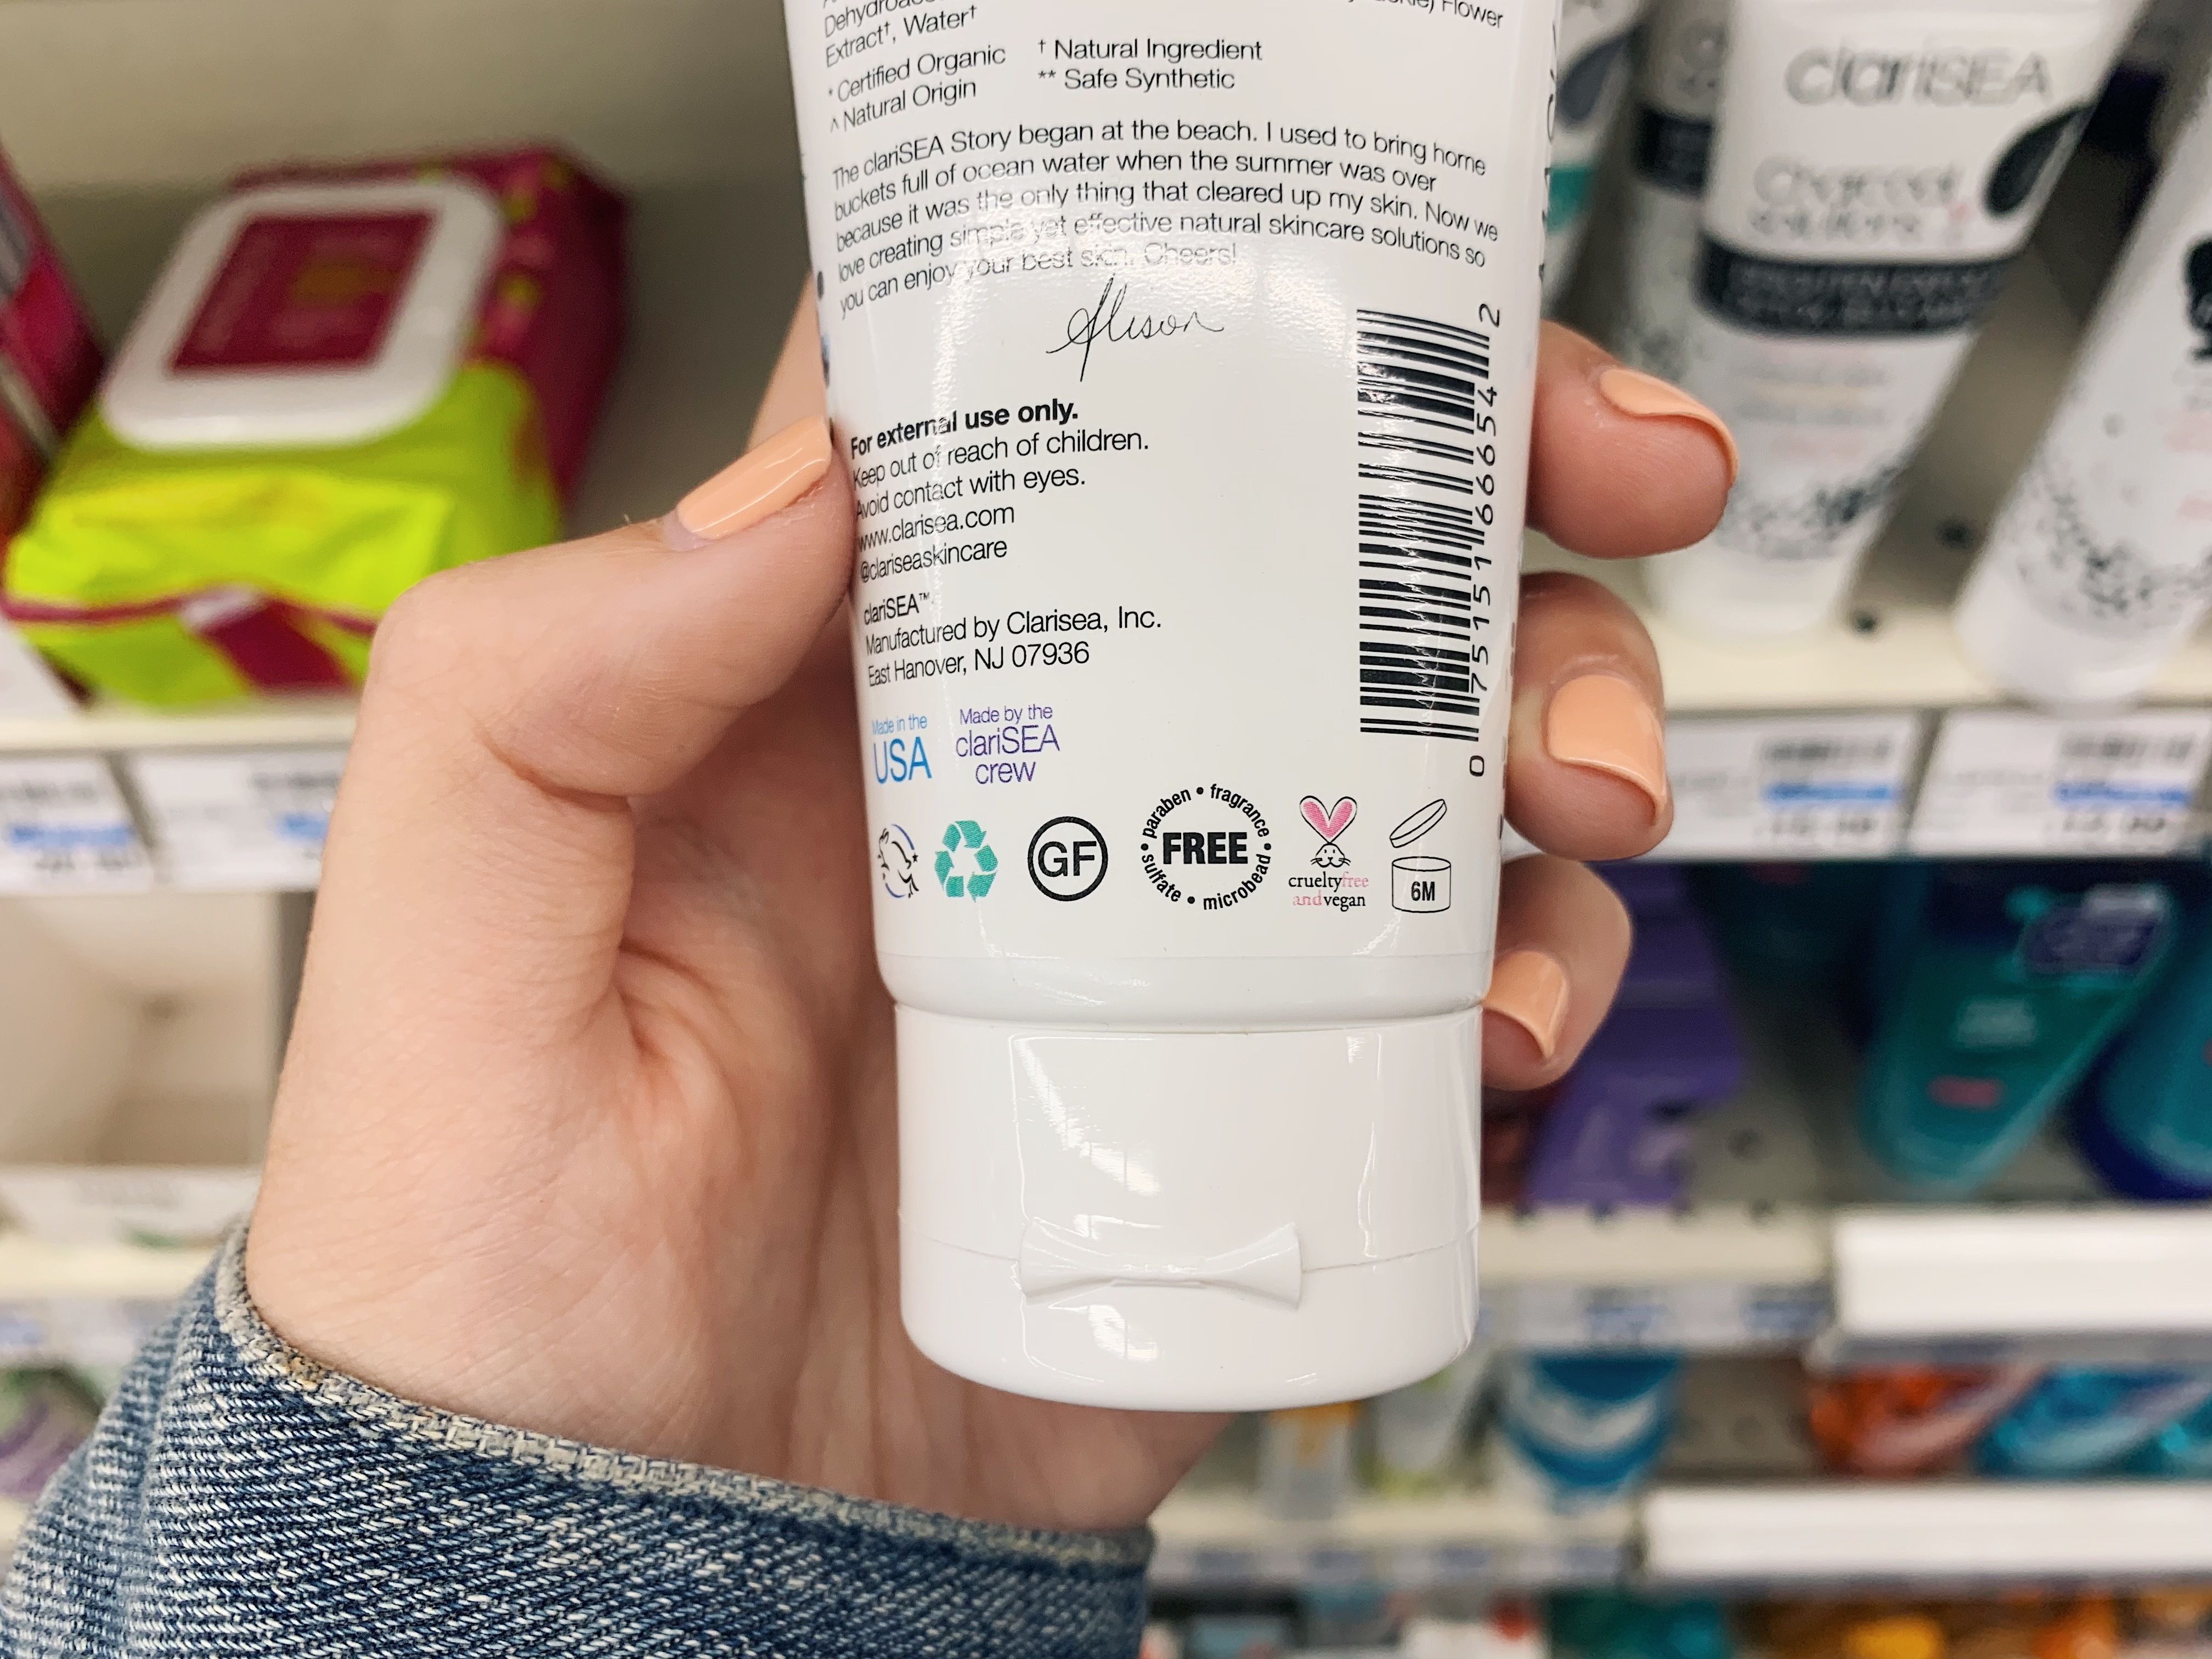 Extract†, Water†
Flower
* Certified Organic
† Natural Ingredient
^ Natural Origin
** Safe Synthetic
The clariSEA Story began at the beach. I used to bring home
buckets full of ocean water when the summer was over
because it was the only thing that cleared up my skin. Now we
love creating simple yet effective natural skincare solutions so
you can enjoy your best skin. Cheers!
Alison
For external use only.
Keep out of reach of children.
Avoid contact with eyes.
www.clarisea.com
@clariseaskincare
clariSEA™
Manufactured by Clarisea, Inc.
East Hanover, NJ 07936
Made in the
USA
Made by the
clariSEA
crew
GF
paraben • fragrance
FREE
• sulfate • microbead •
crueltyfree
andvegan
6M
0 75151 66654 2
clariSEA
Charcoal